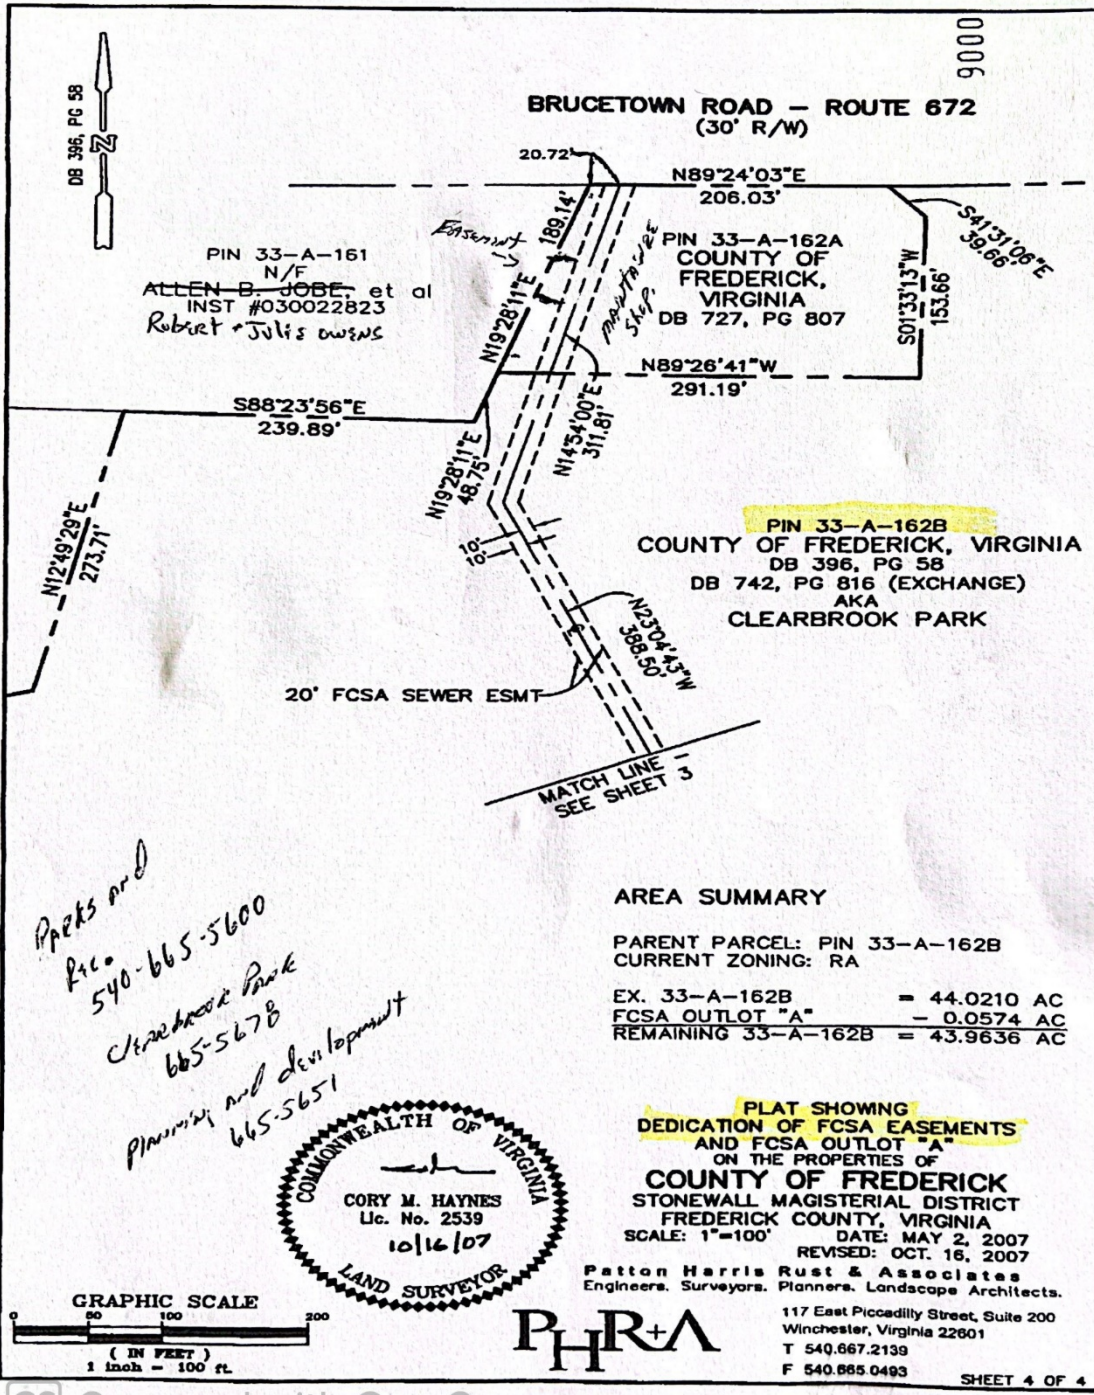 9000
DB 396, PG 58
N
BRUCETOWN ROAD — ROUTE 672
(30' R/W)
20.72'
N89°24'03"E
206.03'
S41°31'06"E
39.66'
189.14'
EASEMENT
PIN 33-A-161
N/F
ALLEN B. JOBE, et al
INST #030022823
Robert + Julie owens
N19°28'11"E
MAINTAINRE
Shop.
PIN 33-A-162A
COUNTY OF
FREDERICK,
VIRGINIA
DB 727, PG 807
S01°33'13"W
153.66'
N89°26'41"W
291.19'
S88°23'56"E
239.89'
N14°54'00"E
311.81'
N19°28'11"E
48.75'
N12°49'29"E
273.71'
10'
10'
PIN 33-A-162B
COUNTY OF FREDERICK, VIRGINIA
DB 396, PG 58
DB 742, PG 816 (EXCHANGE)
AKA
CLEARBROOK PARK
N23°04'43"W
388.50'
20' FCSA SEWER ESMT
MATCH LINE —
SEE SHEET 3
Parks and
Rec.
540-665-5600
Clearbrook Park
665-5678
Planning and development
665-5651
AREA SUMMARY
PARENT PARCEL: PIN 33-A-162B
CURRENT ZONING: RA
EX. 33-A-162B = 44.0210 AC
FCSA OUTLOT "A" - 0.0574 AC
REMAINING 33-A-162B = 43.9636 AC
COMMONWEALTH OF VIRGINIA
CORY M. HAYNES
Lic. No. 2539
10/16/07
LAND SURVEYOR
PLAT SHOWING
DEDICATION OF FCSA EASEMENTS
AND FCSA OUTLOT "A"
ON THE PROPERTIES OF
COUNTY OF FREDERICK
STONEWALL MAGISTERIAL DISTRICT
FREDERICK COUNTY, VIRGINIA
SCALE: 1"=100' DATE: MAY 2, 2007
REVISED: OCT. 16, 2007
Patton Harris Rust & Associates
Engineers. Surveyors. Planners. Landscape Architects.
PHR+A
117 East Piccadilly Street, Suite 200
Winchester, Virginia 22601
T 540.667.2139
F 540.665.0493
GRAPHIC SCALE
0 50 100 200
( IN FEET )
1 inch = 100 ft.
SHEET 4 OF 4